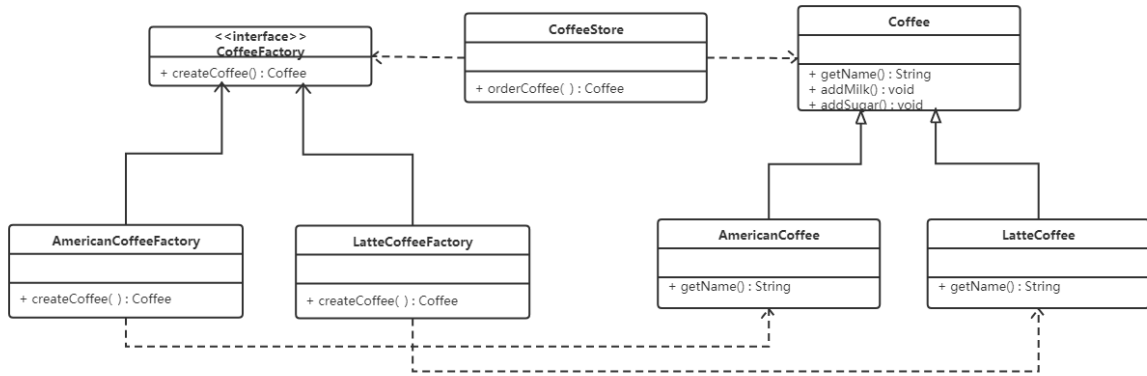 <<interface>>
CoffeeFactory
+ createCoffee() : Coffee
CoffeeStore
+ orderCoffee( ) : Coffee
Coffee
+ getName() : String
+ addMilk() : void
+ addSugar() : void
AmericanCoffeeFactory
+ createCoffee( ) : Coffee
LatteCoffeeFactory
+ createCoffee( ) : Coffee
AmericanCoffee
+ getName() : String
LatteCoffee
+ getName() : String